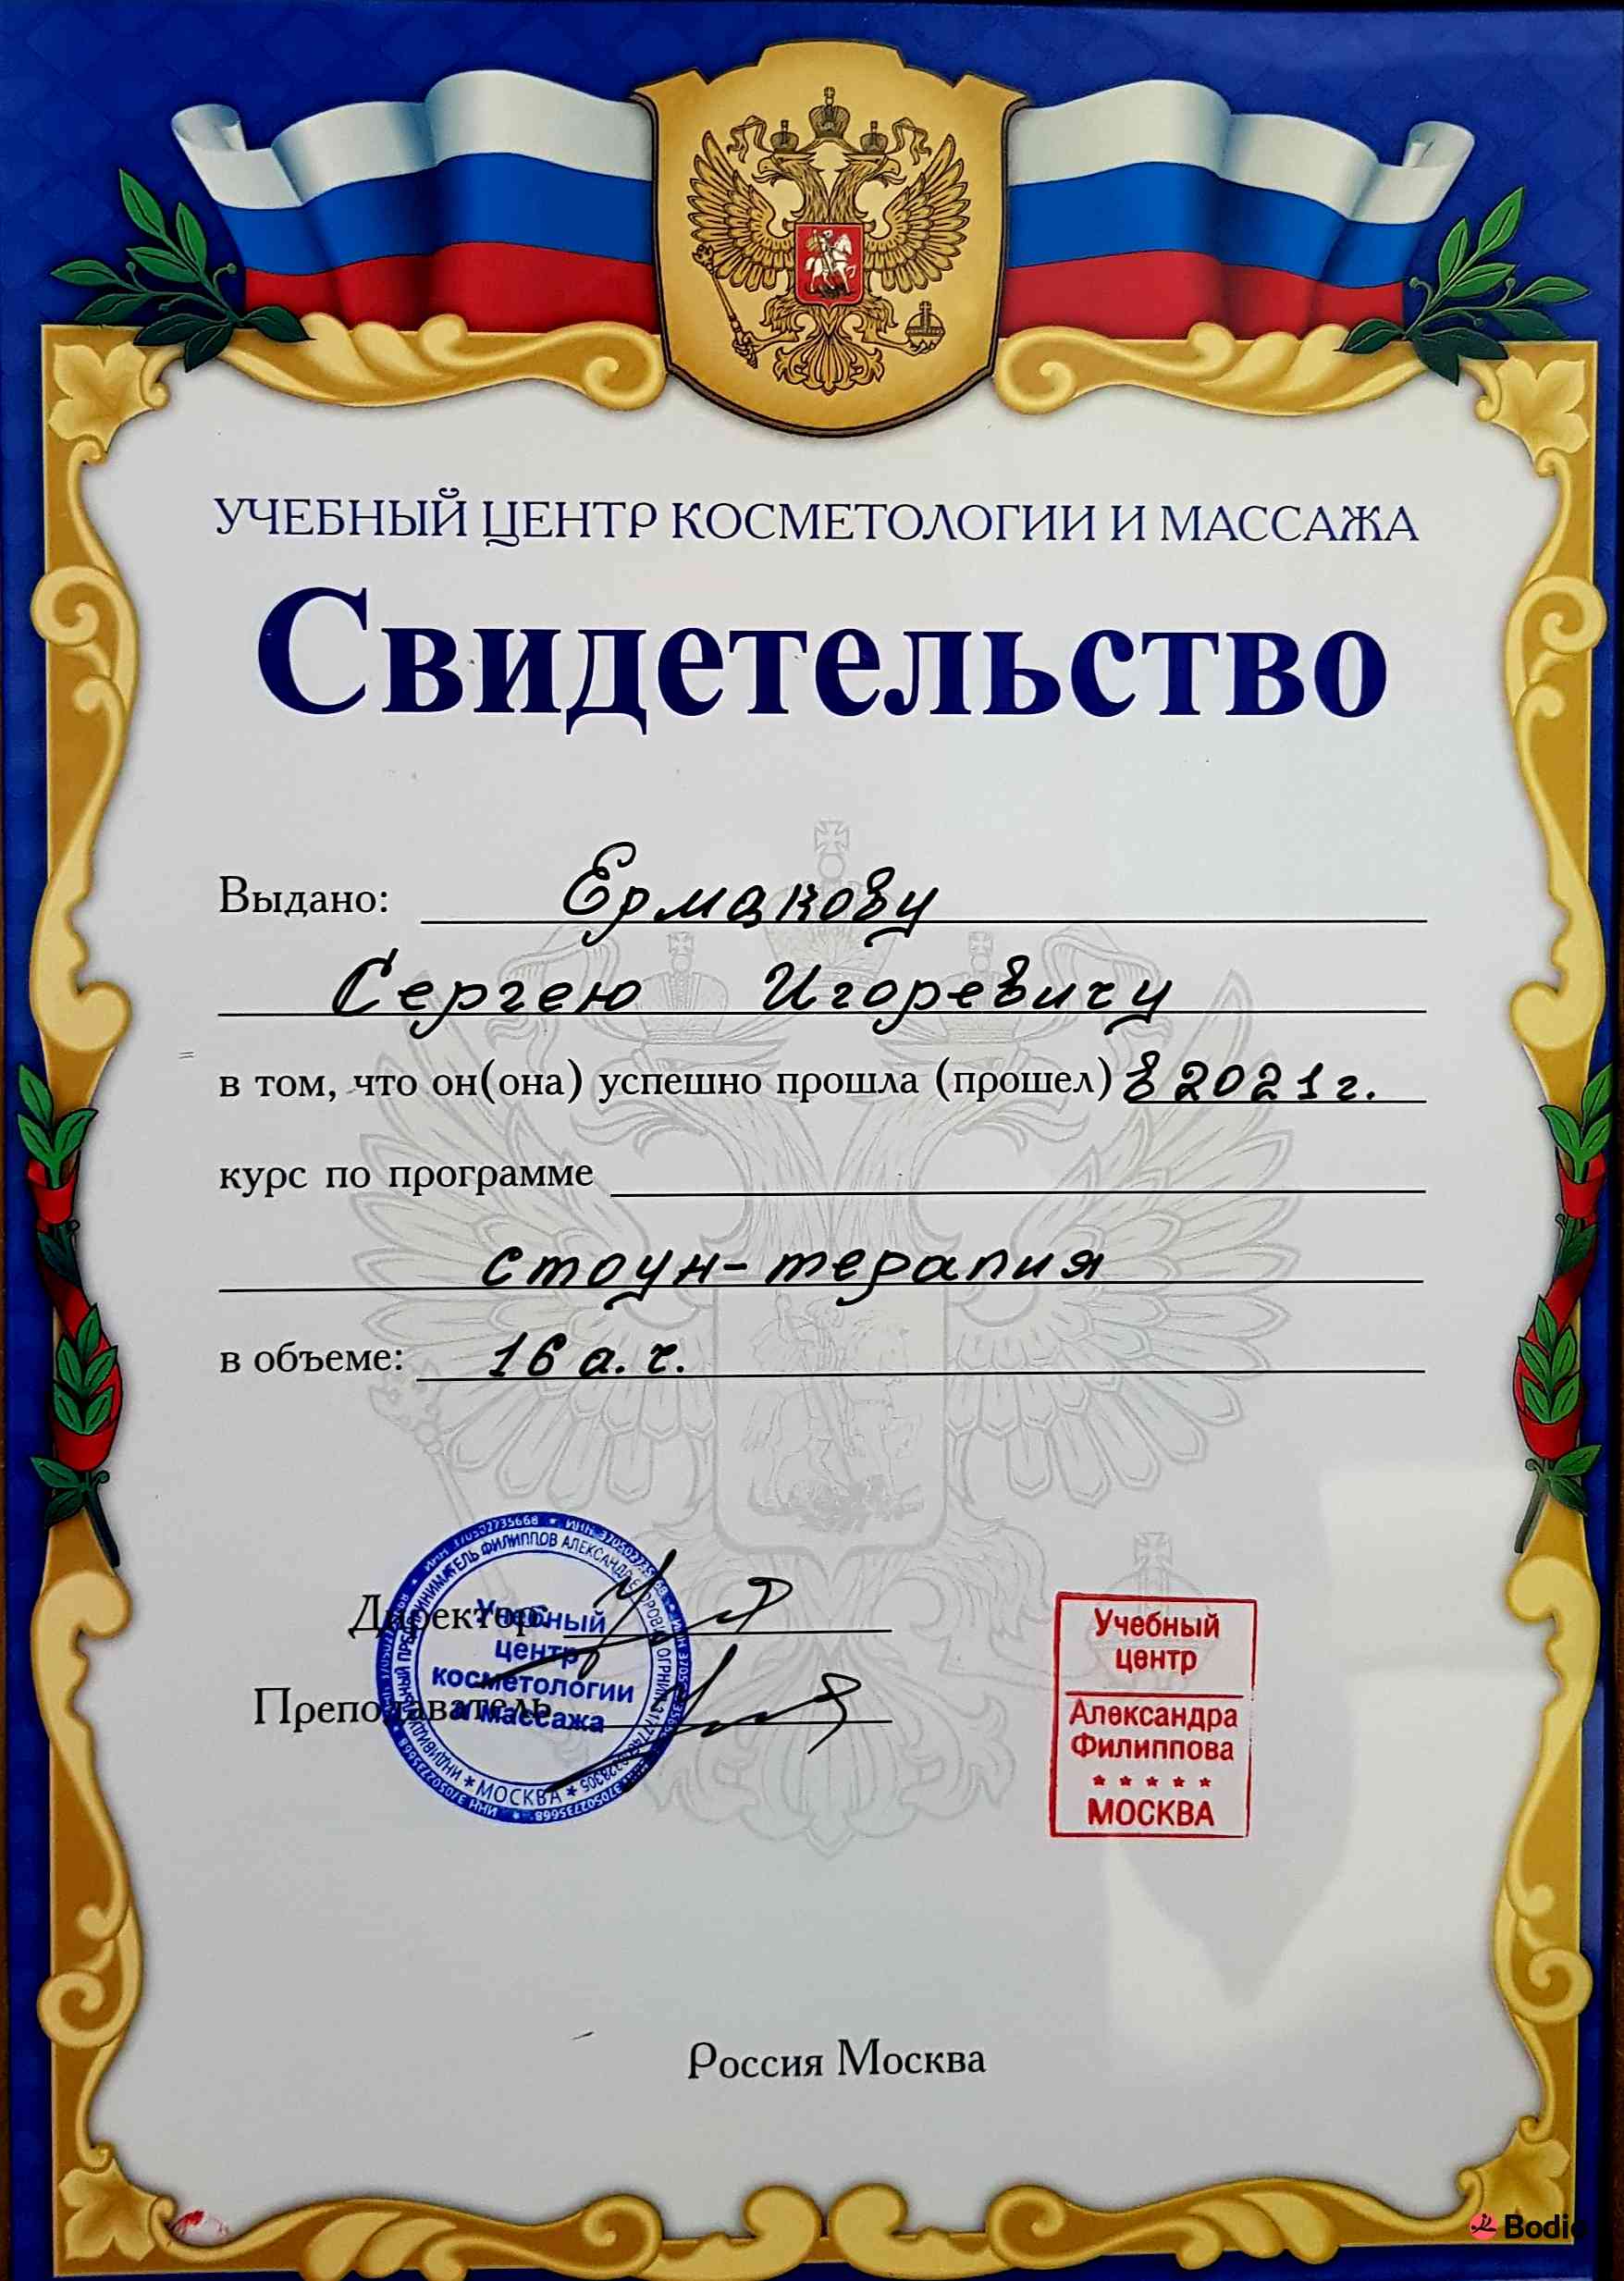 УЧЕБНЫЙ ЦЕНТР КОСМЕТОЛОГИИ И МАССАЖА
Свидетельство
Выдано: Ермакову
Сергею Игоревичу
в том, что он(она) успешно прошла (прошел) в 2021 г.
курс по программе
стоун-терапия
в объеме: 16 а. ч.
Директор:
Преподаватель
Учебный
центр
косметологии
и массажа
МОСКВА
ИНН 370502735668
Учебный
центр
Александра
Филиппова
МОСКВА
Россия Москва
Bodio